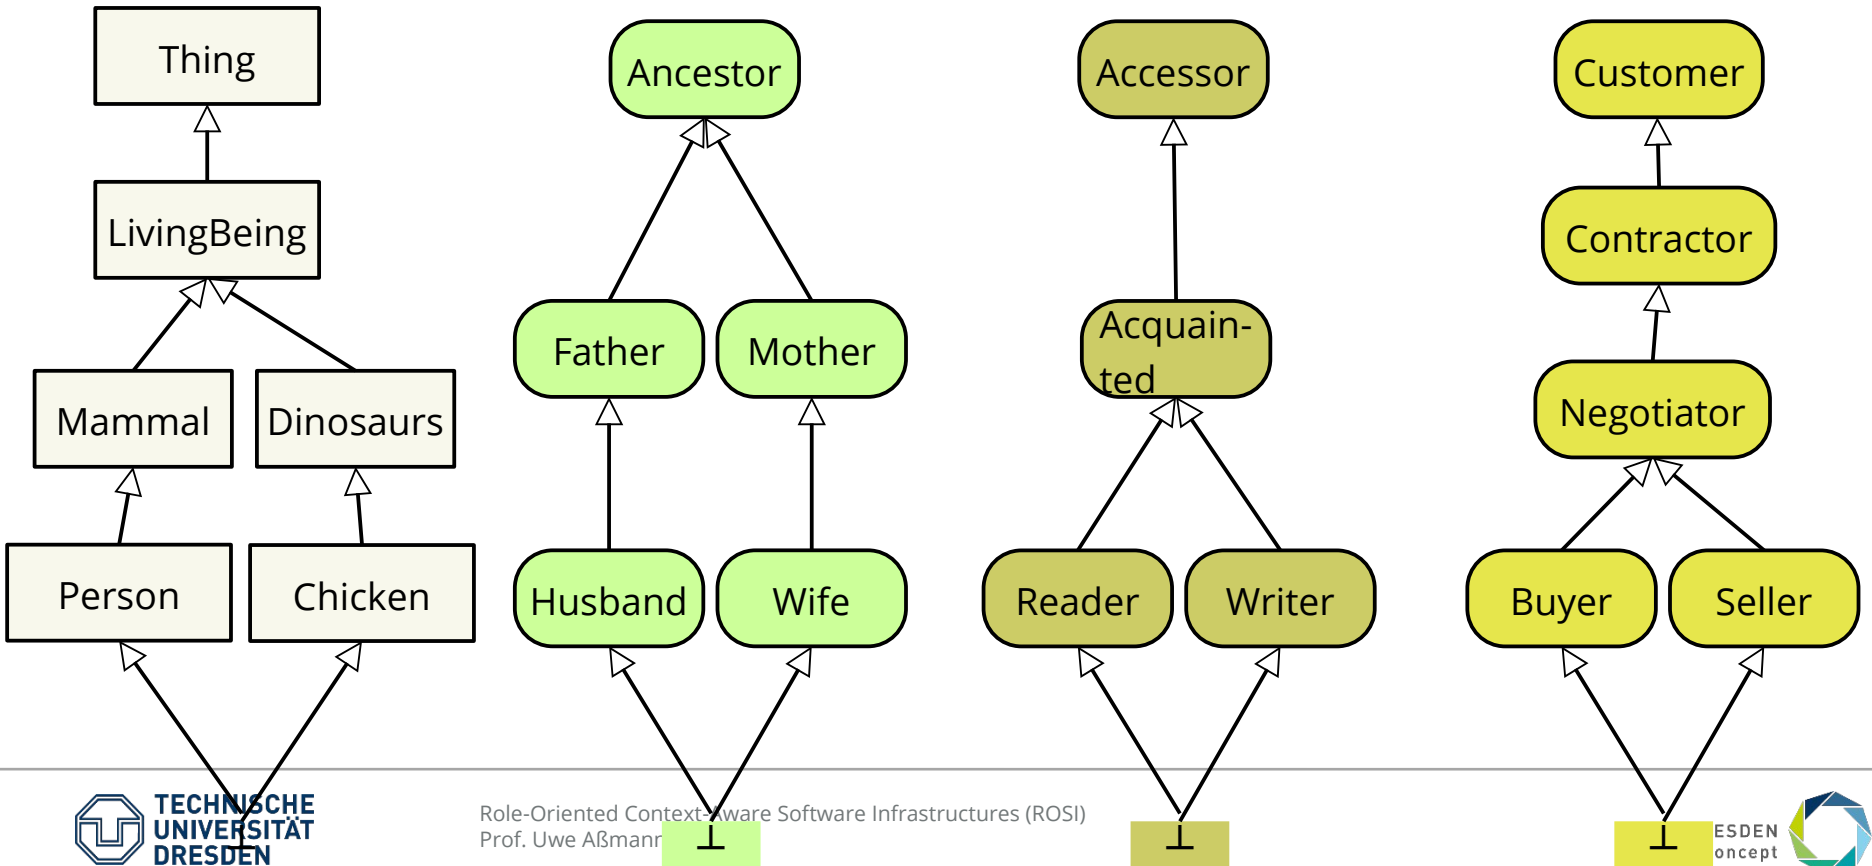 Thing
Ancestor
Accessor
Customer
LivingBeing
Contractor
Father
Mother
Acquain-
ted
Mammal
Dinosaurs
Negotiator
Person
Chicken
Husband
Wife
Reader
Writer
Buyer
Seller
TECHNISCHE
UNIVERSITÄT
DRESDEN
⊥
Role-Oriented Context-Aware Software Infrastructures (ROSI)
Prof. Uwe Aßmann
⊥
⊥
⊥
ESDEN
oncept